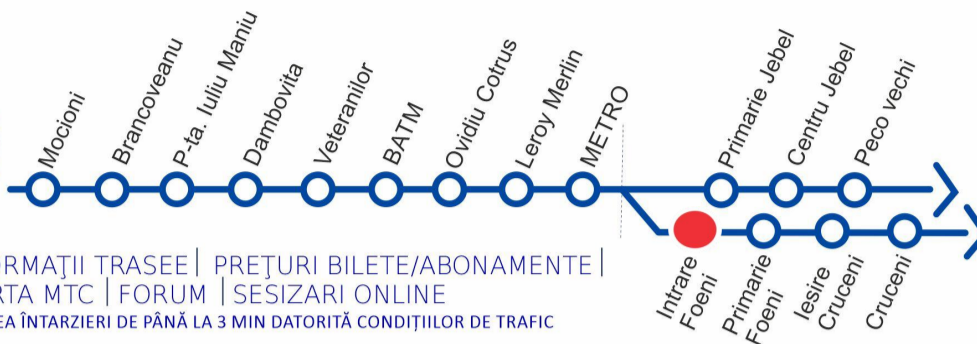 Mocioni
Brancoveanu
P-ta. Iuliu Maniu
Dambovita
Veteranilor
BATM
Ovidiu Cotrus
Leroy Merlin
METRO
Primarie Jebel
Centru Jebel
Peco vechi
Intrare
Foeni
Primarie
Foeni
Iesire
Cruceni
Cruceni
RMAŢII TRASEE| PREŢURI BILETE/ABONAMENTE |
RTA MTC | FORUM | SESIZARI ONLINE
EA ÎNTARZIERI DE PÂNĂ LA 3 MIN DATORITĂ CONDIȚIILOR DE TRAFIC